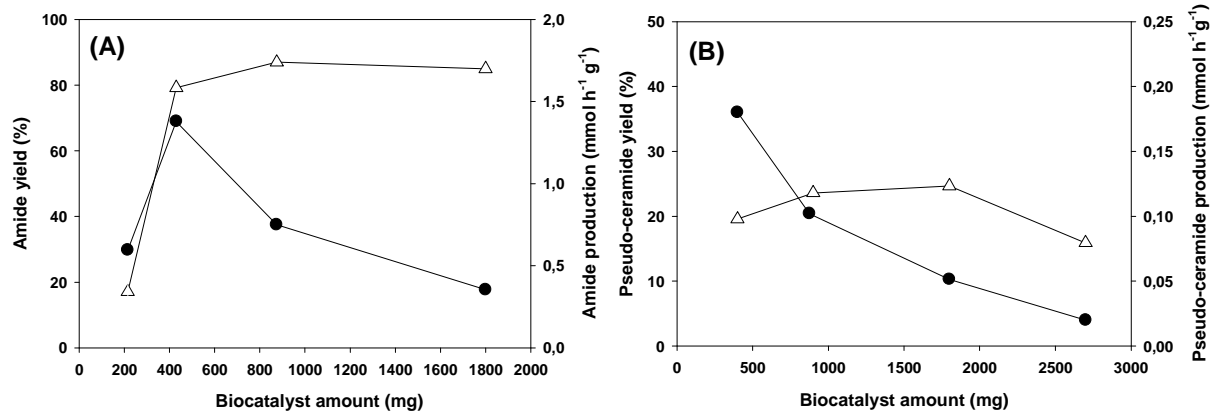 (A)
Amide yield (%)
100
80
60
40
20
0
2,0
1,5
1,0
0,5
0,0
Amide production (mmol h⁻¹ g⁻¹)
0 200 400 600 800 1000 1200 1400 1600 1800 2000
Biocatalyst amount (mg)
(B)
Pseudo-ceramide yield (%)
50
40
30
20
10
0
0,25
0,20
0,15
0,10
0,05
0,00
Pseudo-ceramide production (mmol h⁻¹g⁻¹)
0 500 1000 1500 2000 2500 3000
Biocatalyst amount (mg)